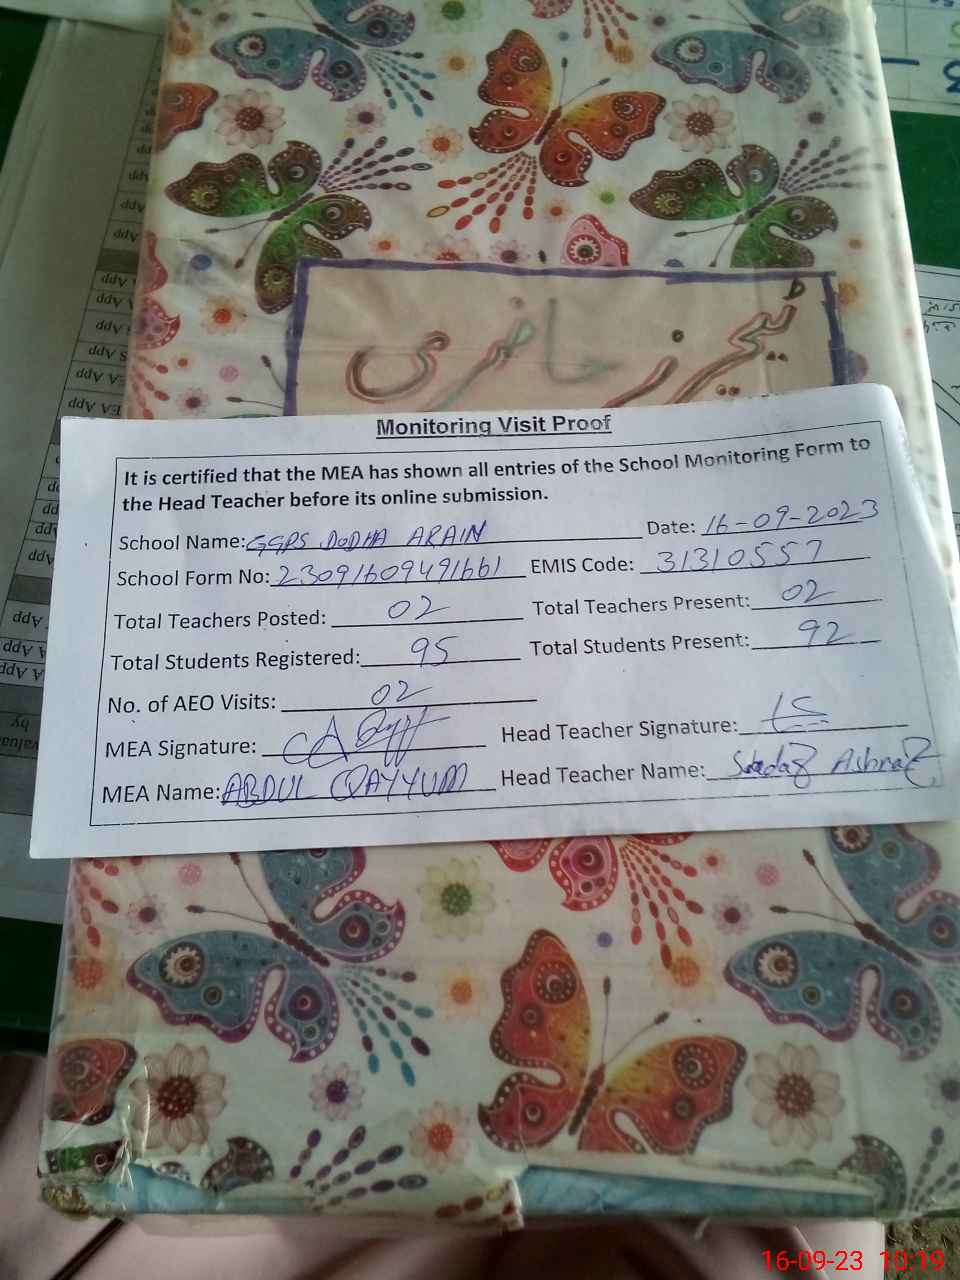 ٹیچرز حاضری
Monitoring Visit Proof
It is certified that the MEA has shown all entries of the School Monitoring Form to
the Head Teacher before its online submission.
School Name: GGPS DODHA ARAIN Date: 16-09-2023
School Form No: 23091609491661 EMIS Code: 31310557
Total Teachers Posted: 02 Total Teachers Present: 02
Total Students Registered: 95 Total Students Present: 92
No. of AEO Visits: 02
MEA Signature: Head Teacher Signature:
MEA Name: ABDUL QAYYUM Head Teacher Name: Ashraf
16-09-23 10:19